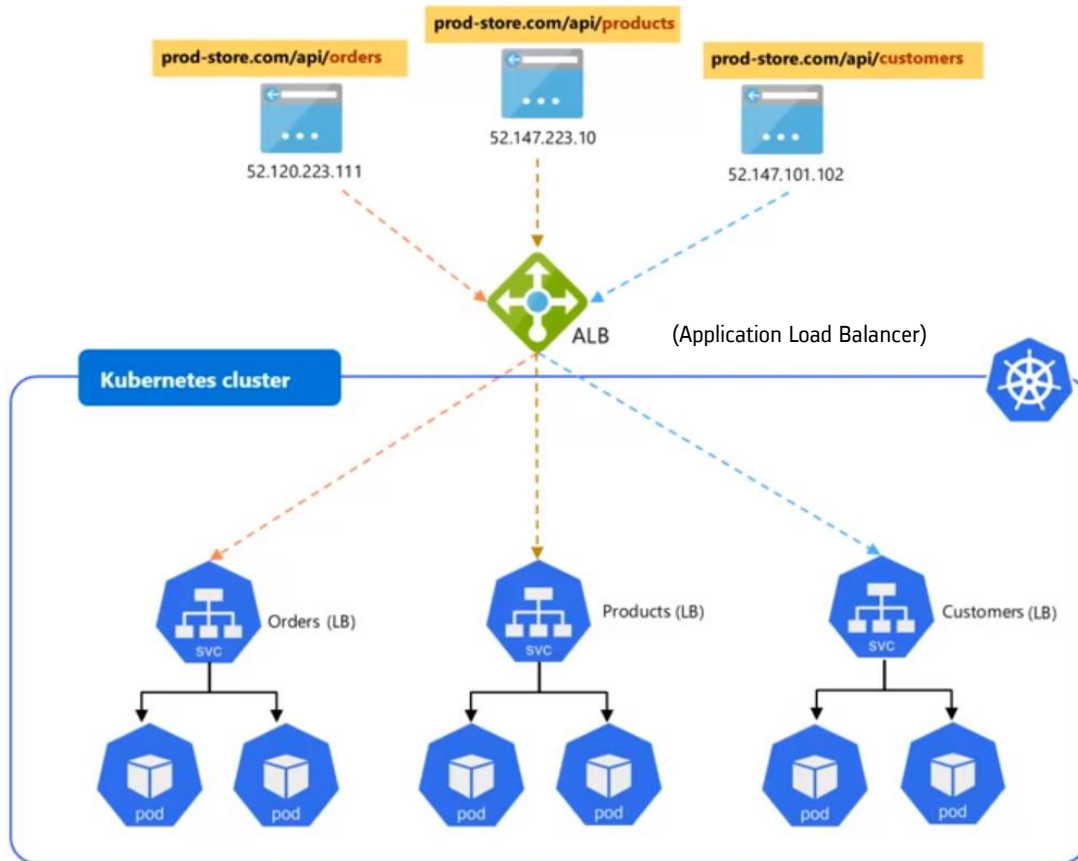 prod-store.com/api/products
prod-store.com/api/orders
prod-store.com/api/customers
52.147.223.10
52.120.223.111
52.147.101.102
ALB
(Application Load Balancer)
Kubernetes cluster
Orders (LB)
Products (LB)
Customers (LB)
svc
svc
svc
pod
pod
pod
pod
pod
pod